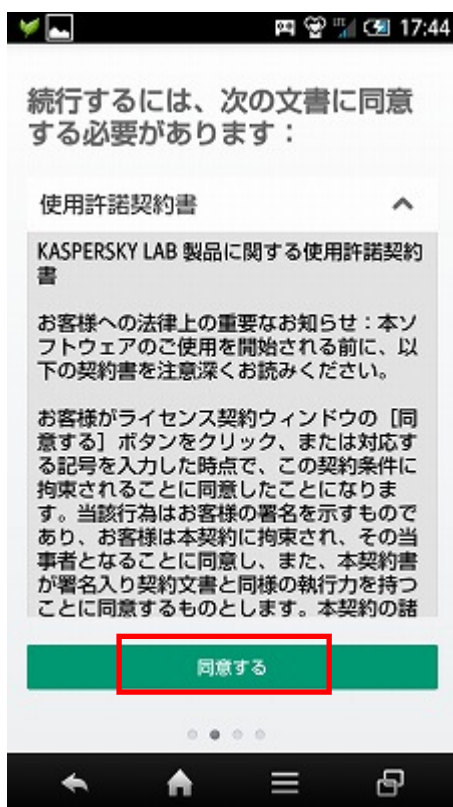 17:44
続行するには、次の文書に同意
する必要があります：
使用許諾契約書
KASPERSKY LAB 製品に関する使用許諾契約
書
お客様への法律上の重要なお知らせ：本ソ
フトウェアのご使用を開始される前に、以
下の契約書を注意深くお読みください。
お客様がライセンス契約ウィンドウの［同
意する］ボタンをクリック、または対応す
る記号を入力した時点で、この契約条件に
拘束されることに同意したことになりま
す。当該行為はお客様の署名を示すもので
あり、お客様は本契約に拘束され、その当
事者となることに同意し、また、本契約書
が署名入り契約文書と同様の執行力を持つ
ことに同意するものとします。本契約の諸
同意する